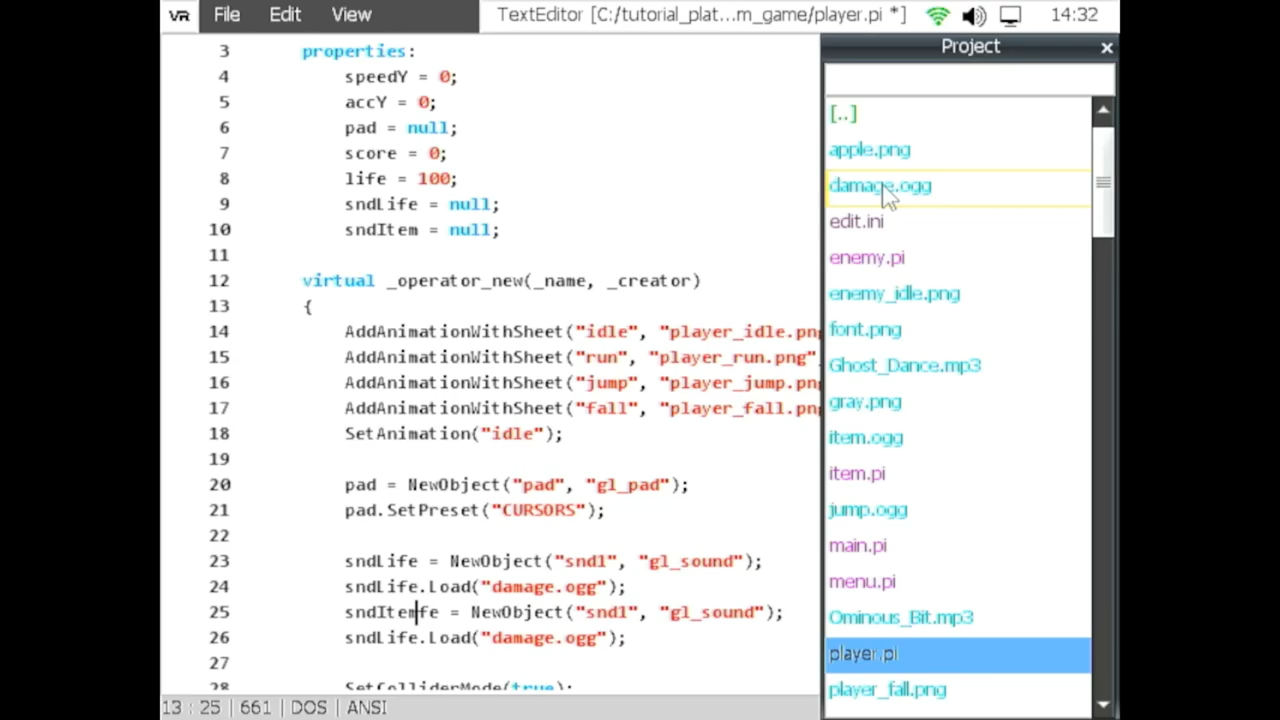 VR File Edit View TextEditor [C:/tutorial_plat...m_game/player.pi *] 14:32
3 properties:
4 speedY = 0;
5 accY = 0;
6 pad = null;
7 score = 0;
8 life = 100;
9 sndLife = null;
10 sndItem = null;
11
12 virtual _operator_new(_name, _creator)
13 {
14 AddAnimationWithSheet("idle", "player_idle.png
15 AddAnimationWithSheet("run", "player_run.png"
16 AddAnimationWithSheet("jump", "player_jump.png
17 AddAnimationWithSheet("fall", "player_fall.png
18 SetAnimation("idle");
19
20 pad = NewObject("pad", "gl_pad");
21 pad.SetPreset("CURSORS");
22
23 sndLife = NewObject("snd1", "gl_sound");
24 sndLife.Load("damage.ogg");
25 sndItemfe = NewObject("snd1", "gl_sound");
26 sndLife.Load("damage.ogg");
27
28 SetColliderMode(true);
13 : 25 | 661 | DOS | ANSI
Project x
[..]
apple.png
damage.ogg
edit.ini
enemy.pi
enemy_idle.png
font.png
Ghost_Dance.mp3
gray.png
item.ogg
item.pi
jump.ogg
main.pi
menu.pi
Ominous_Bit.mp3
player.pi
player_fall.png